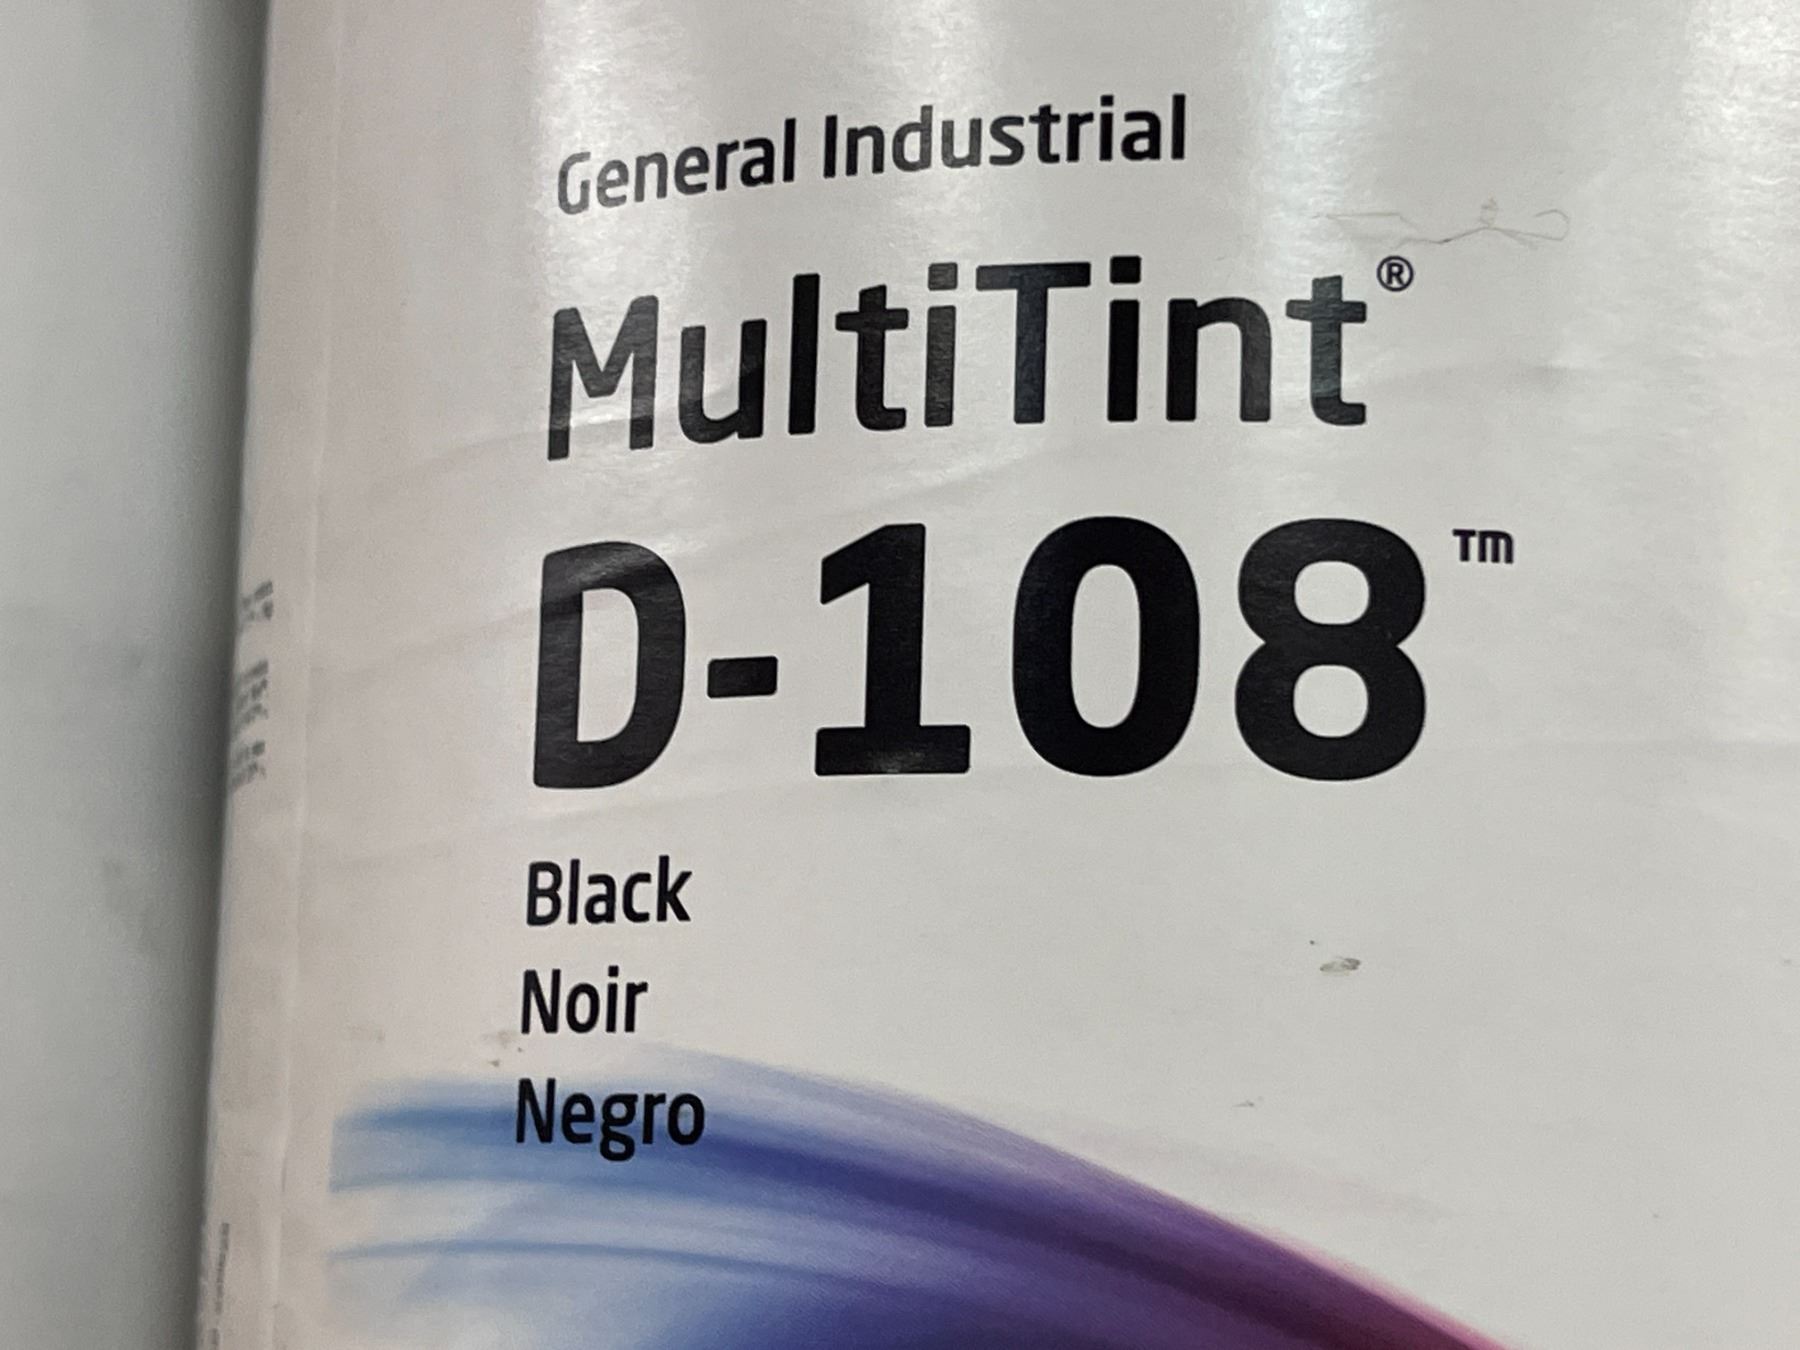 General Industrial
MultiTint®
D-108™
Black
Noir
Negro